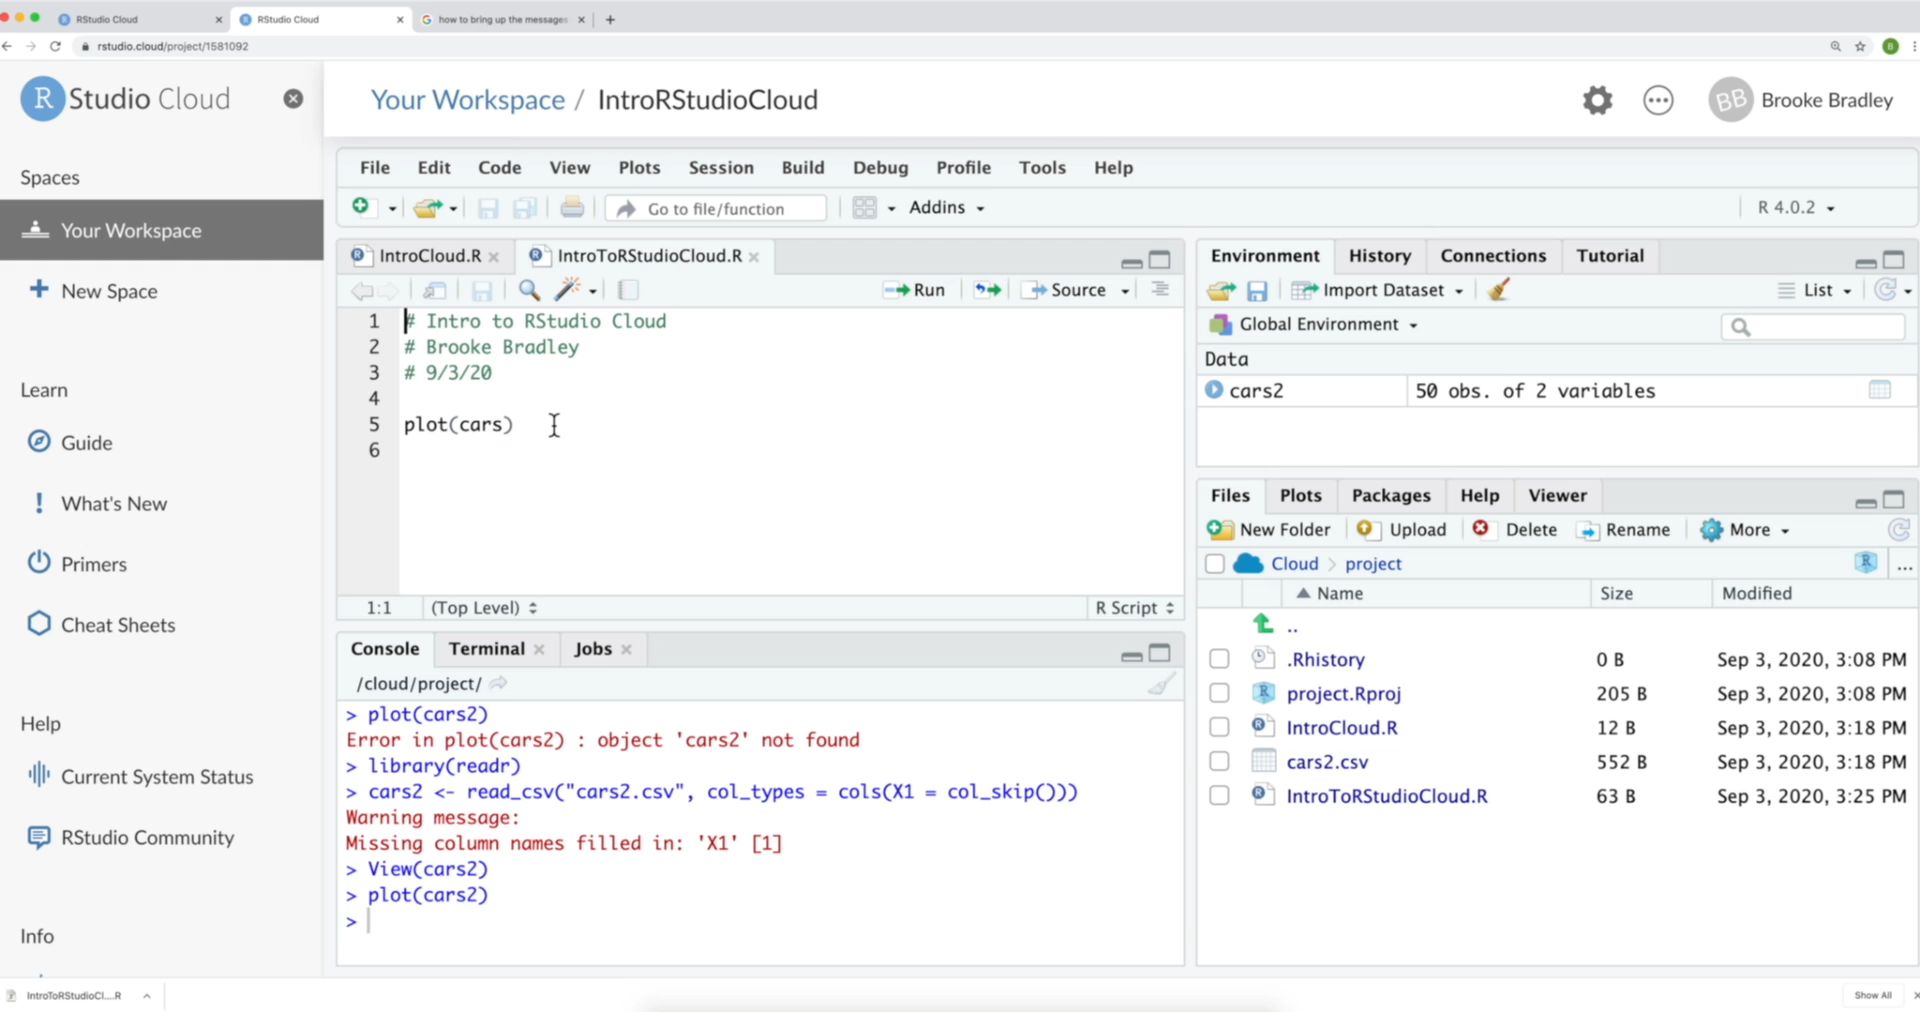 RStudio Cloud
RStudio Cloud
how to bring up the messages
rstudio.cloud/project/1581092
B
R Studio Cloud
Your Workspace / IntroRStudioCloud
BB Brooke Bradley
Spaces
Your Workspace
New Space
Learn
Guide
What's New
Primers
Cheat Sheets
Help
Current System Status
RStudio Community
Info
File Edit Code View Plots Session Build Debug Profile Tools Help
Go to file/function
Addins
R 4.0.2
IntroCloud.R
IntroToRStudioCloud.R
Run
Source
1 # Intro to RStudio Cloud
2 # Brooke Bradley
3 # 9/3/20
4
5 plot(cars)
6
1:1 (Top Level) R Script
Console Terminal Jobs
/cloud/project/
> plot(cars2)
Error in plot(cars2) : object 'cars2' not found
> library(readr)
> cars2 <- read_csv("cars2.csv", col_types = cols(X1 = col_skip()))
Warning message:
Missing column names filled in: 'X1' [1]
> View(cars2)
> plot(cars2)
>
Environment History Connections Tutorial
Import Dataset
List
Global Environment
Data
cars2 50 obs. of 2 variables
Files Plots Packages Help Viewer
New Folder Upload Delete Rename More
Cloud > project
R ...
Name Size Modified
..
.Rhistory 0 B Sep 3, 2020, 3:08 PM
project.Rproj 205 B Sep 3, 2020, 3:08 PM
IntroCloud.R 12 B Sep 3, 2020, 3:18 PM
cars2.csv 552 B Sep 3, 2020, 3:18 PM
IntroToRStudioCloud.R 63 B Sep 3, 2020, 3:25 PM
IntroToRStudioCl....R
Show All